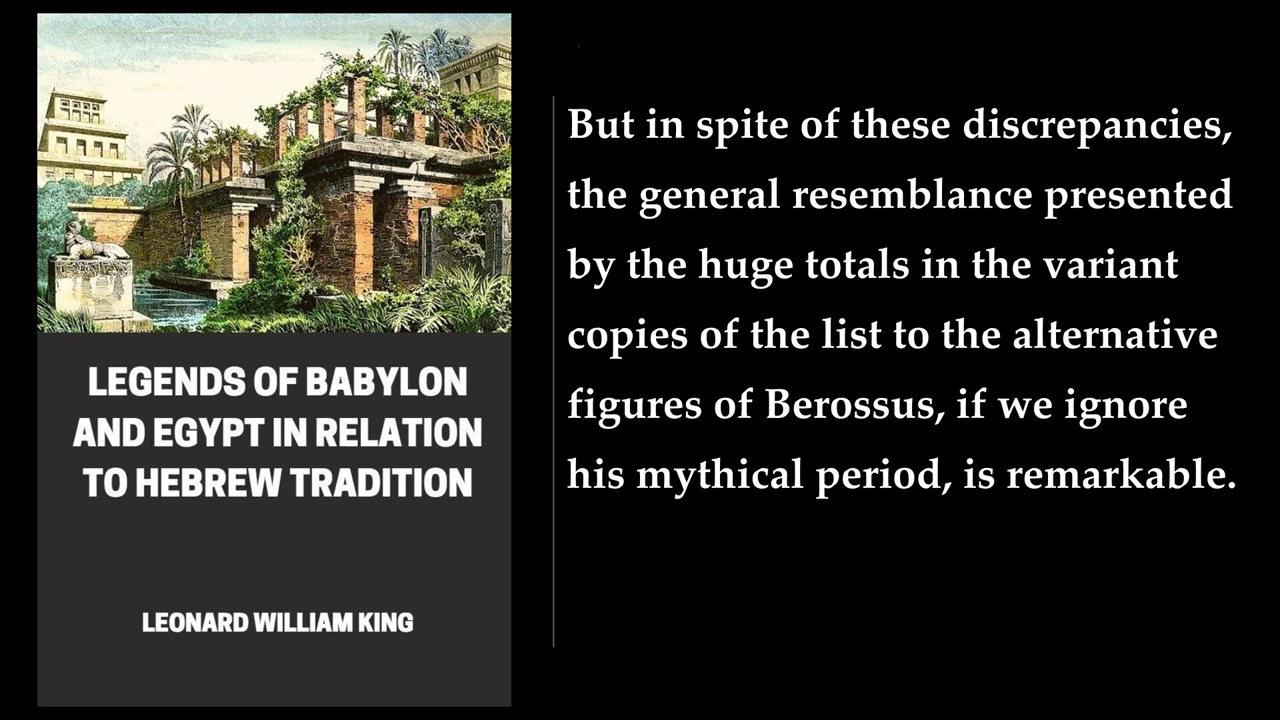 LEGENDS OF BABYLON
AND EGYPT IN RELATION
TO HEBREW TRADITION
LEONARD WILLIAM KING
But in spite of these discrepancies,
the general resemblance presented
by the huge totals in the variant
copies of the list to the alternative
figures of Berossus, if we ignore
his mythical period, is remarkable.